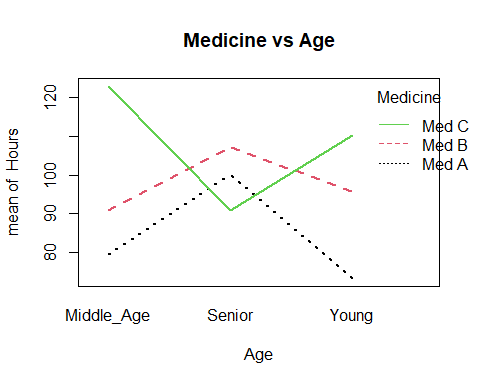 Medicine vs Age
Medicine
Med C
Med B
Med A
mean of Hours
120
100
90
80
Middle_Age Senior Young
Age